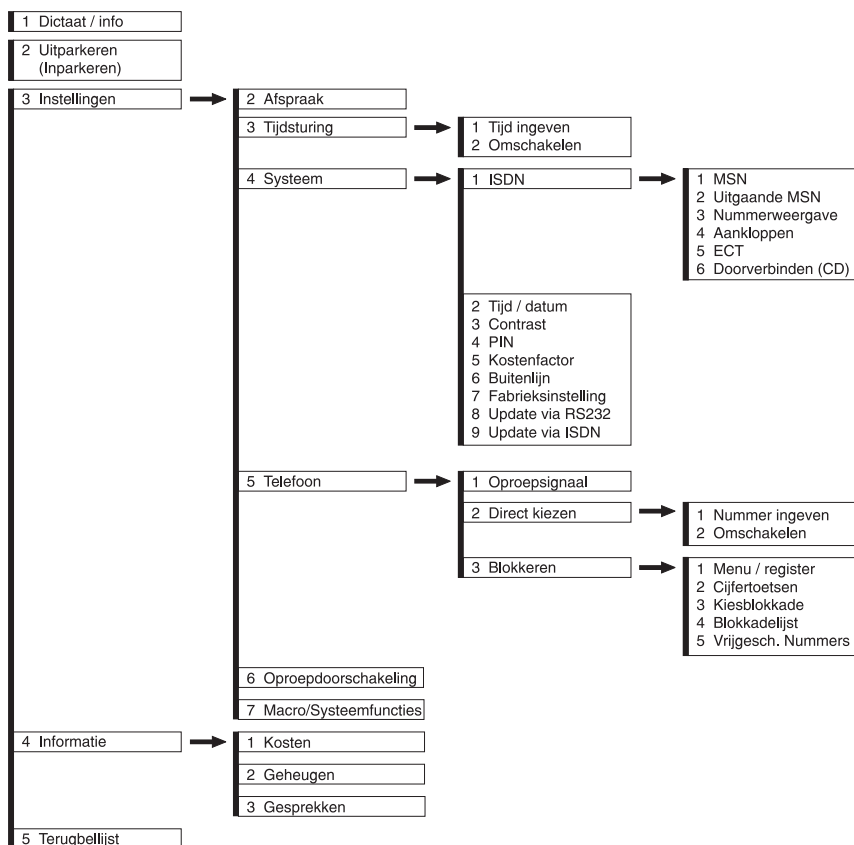 1 Dictaat / info
2 Uitparkeren
(Inparkeren)
3 Instellingen
2 Afspraak
3 Tijdsturing
1 Tijd ingeven
2 Omschakelen
4 Systeem
1 ISDN
1 MSN
2 Uitgaande MSN
3 Nummerweergave
4 Aankloppen
5 ECT
6 Doorverbinden (CD)
2 Tijd / datum
3 Contrast
4 PIN
5 Kostenfactor
6 Buitenlijn
7 Fabrieksinstelling
8 Update via RS232
9 Update via ISDN
5 Telefoon
1 Oproepsignaal
2 Direct kiezen
1 Nummer ingeven
2 Omschakelen
3 Blokkeren
1 Menu / register
2 Cijfertoetsen
3 Kiesblokkade
4 Blokkadelijst
5 Vrijgesch. Nummers
6 Oproepdoorschakeling
7 Macro/Systeemfuncties
4 Informatie
1 Kosten
2 Geheugen
3 Gesprekken
5 Terugbellijst